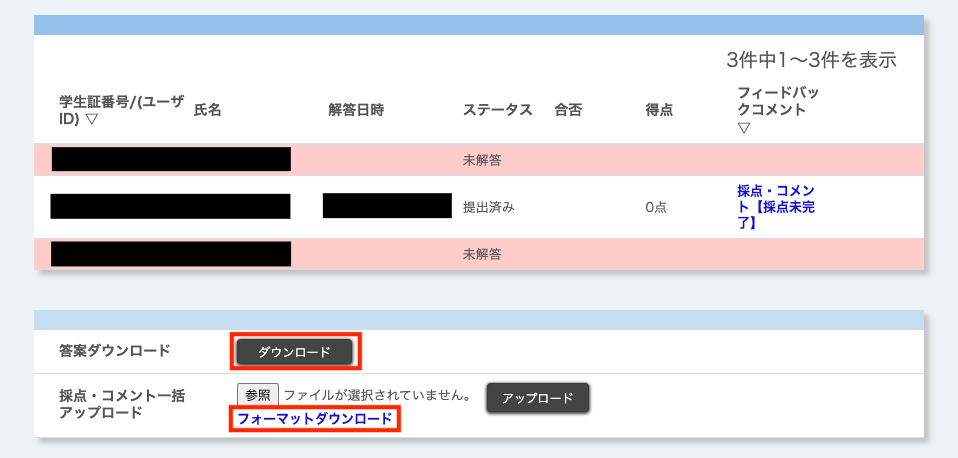 3件中1～3件を表示
学生証番号/(ユーザ
ID) ▽
氏名
解答日時
ステータス
合否
得点
フィードバッ
クコメント
▽
未解答
提出済み
0点
採点・コメン
ト【採点未完
了】
未解答
答案ダウンロード
ダウンロード
採点・コメント一括
アップロード
参照 ファイルが選択されていません。
アップロード
フォーマットダウンロード